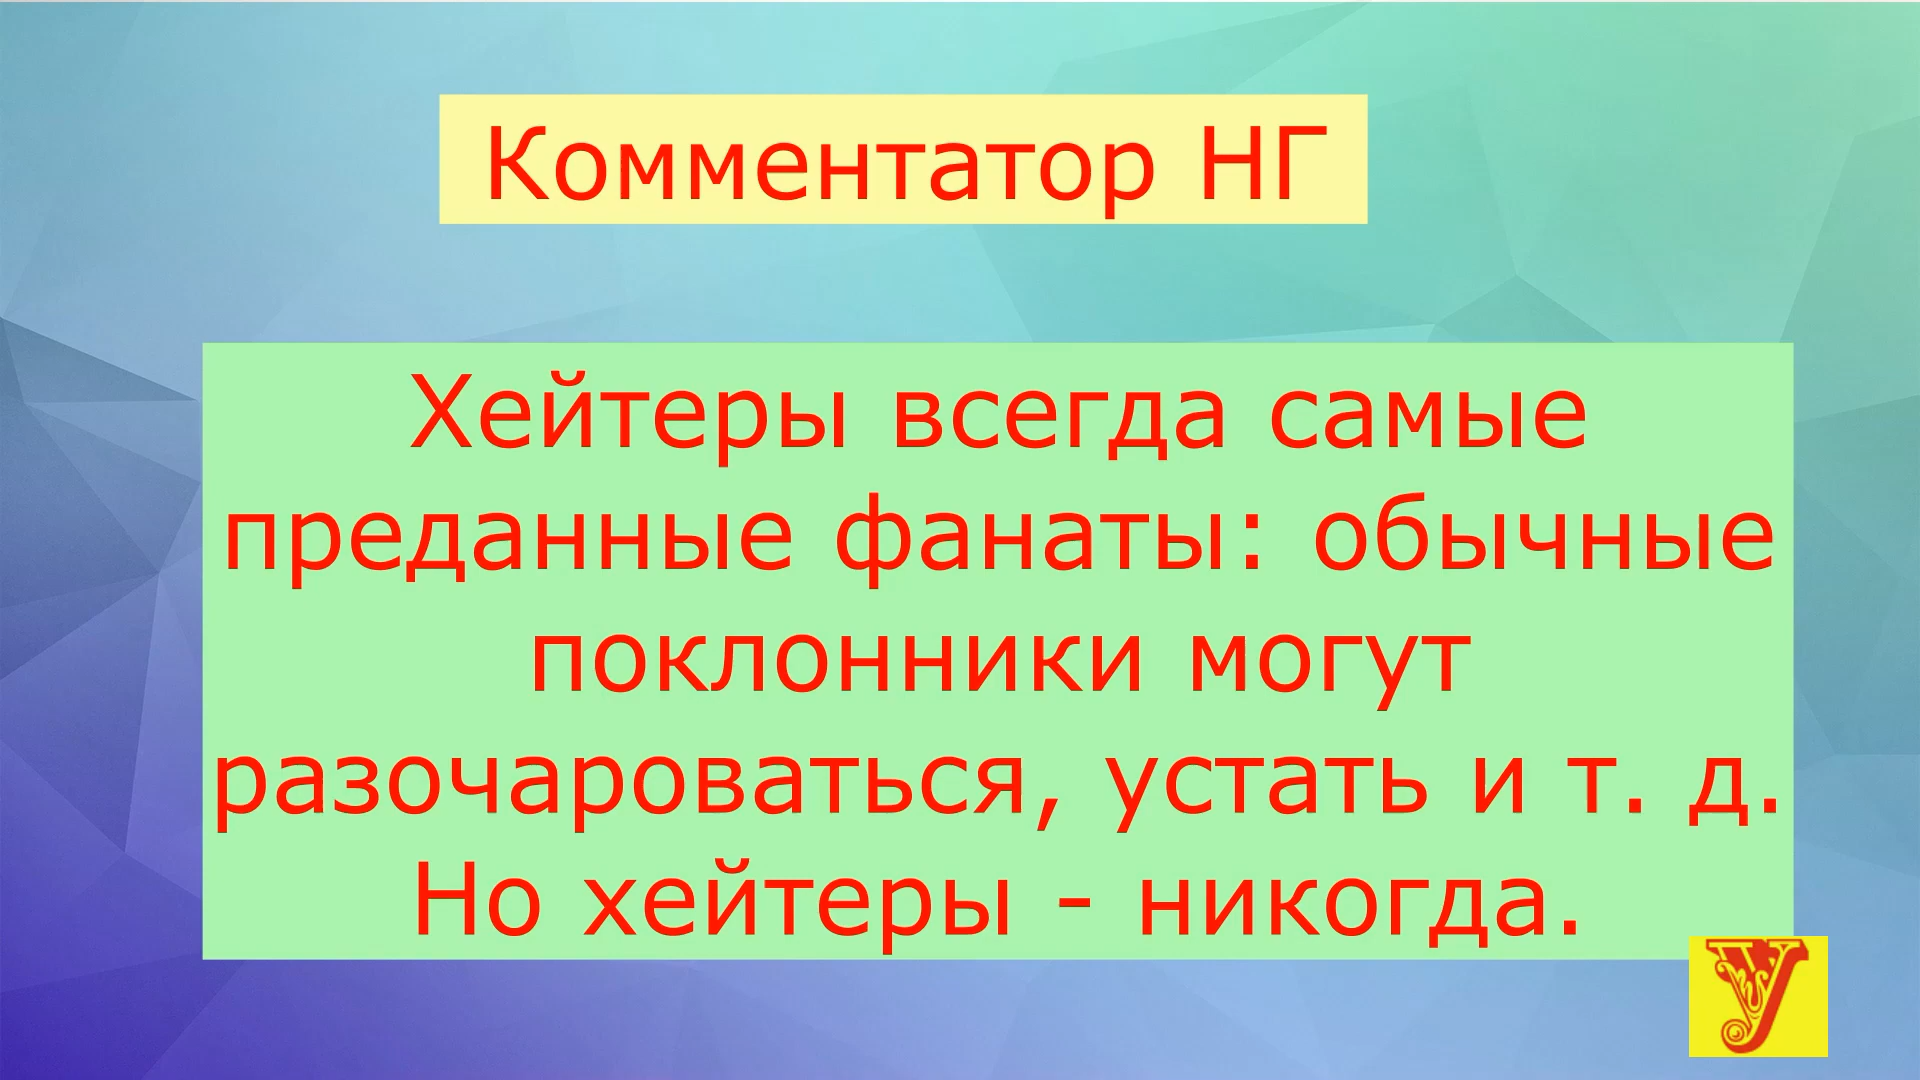 Комментатор НГ
Хейтеры всегда самые
преданные фанаты: обычные
поклонники могут
разочароваться, устать и т. д.
Но хейтеры - никогда.
У